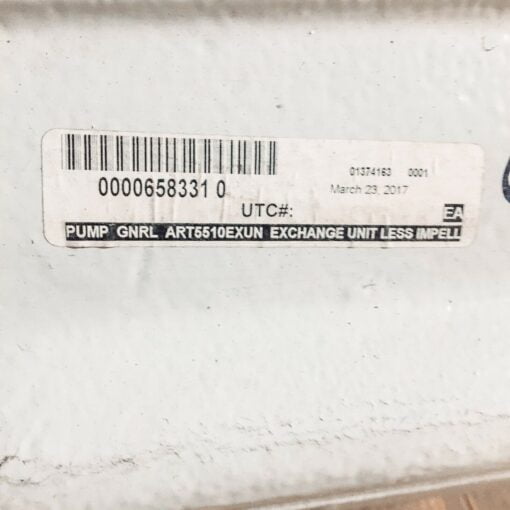 01374163 0001
0000658331 0
March 23, 2017
UTC#:
EA
PUMP GNRL ART5510EXUN EXCHANGE UNIT LESS IMPELL